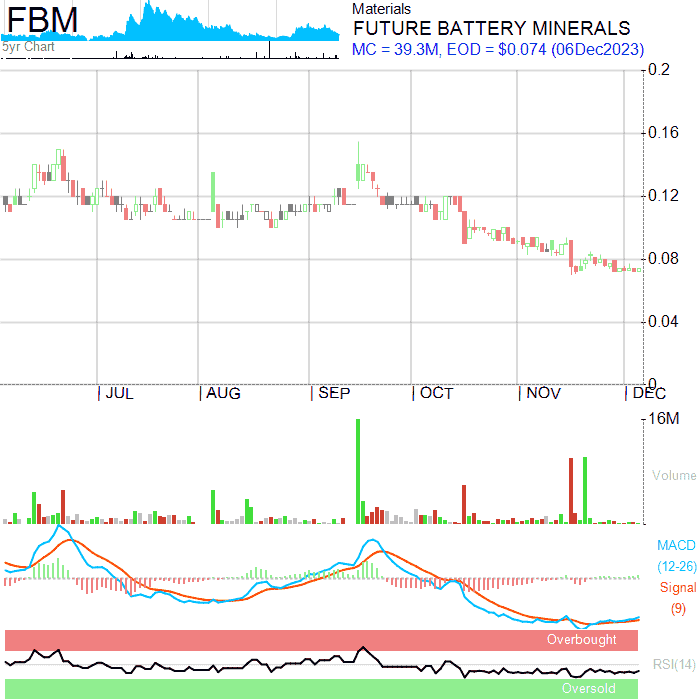 FBM
5yr Chart
Materials
FUTURE BATTERY MINERALS
MC = 39.3M, EOD = $0.074 (06Dec2023)
0.2
0.16
0.12
0.08
0.04
0
JUL AUG SEP OCT NOV DEC
16M
Volume
MACD
(12-26)
Signal
(9)
Overbought
RSI(14)
Oversold